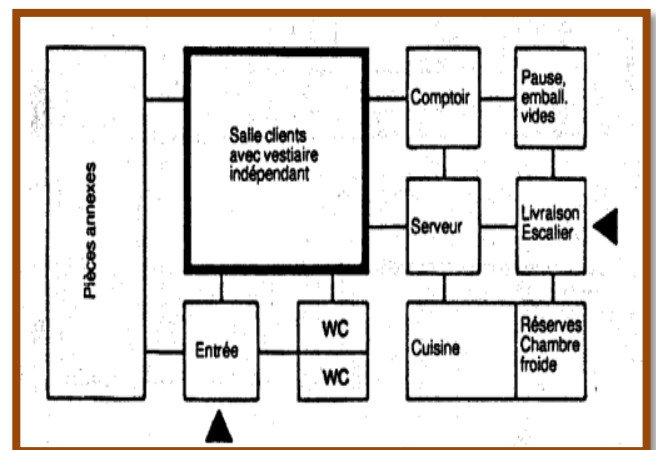 Pièces annexes
Salle clients
avec vestiaire
indépendant
Comptoir
Pause,
emball.
vides
Serveur
Livraison
Escalier
Entrée
WC
WC
Cuisine
Réserves
Chambre
froide